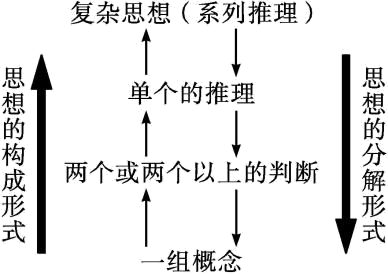 复杂思想（系列推理）
单个的推理
两个或两个以上的判断
一组概念
思想的构成形式
思想的分解形式